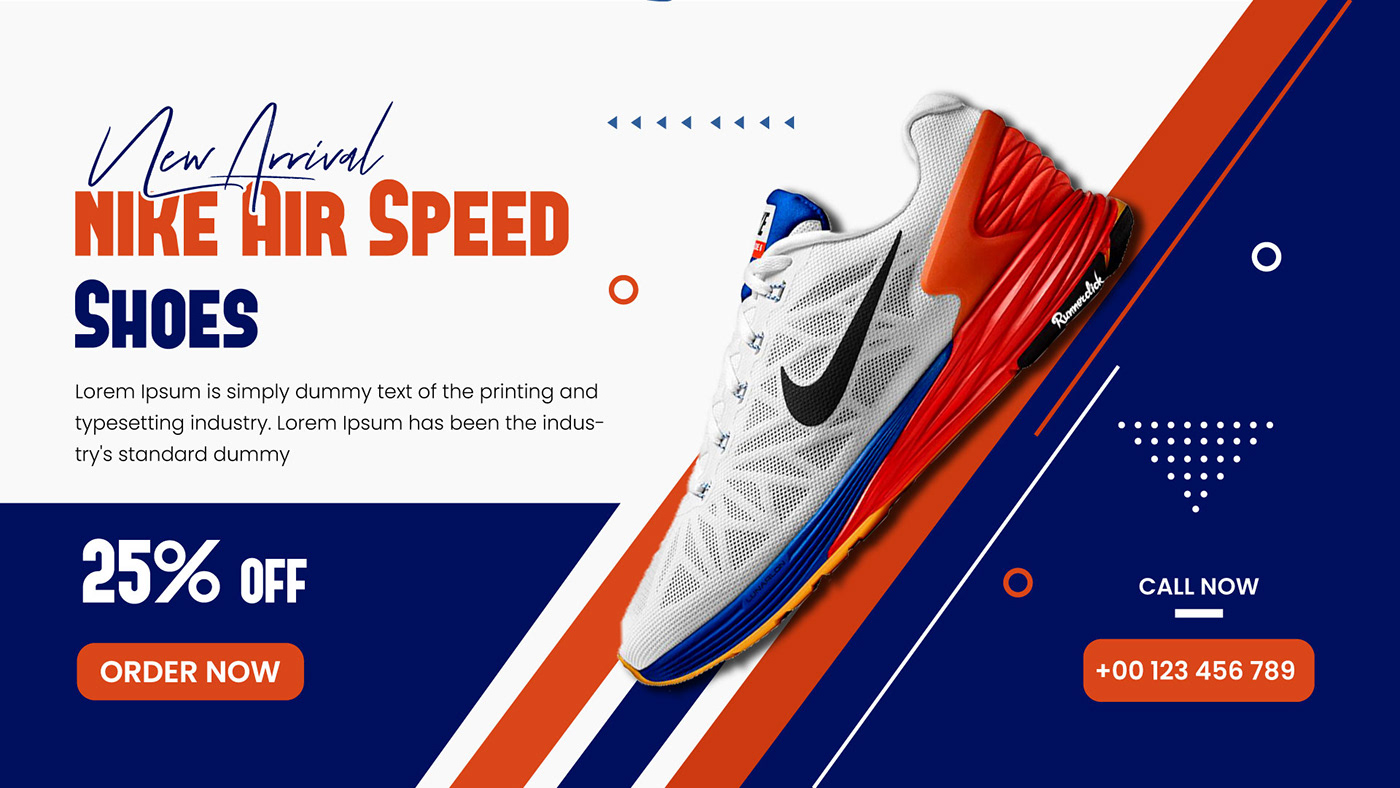 New Arrival
NIKE AIR SPEED
SHOES
Lorem Ipsum is simply dummy text of the printing and
typesetting industry. Lorem Ipsum has been the indus-
try's standard dummy
25% OFF
ORDER NOW
CALL NOW
+00 123 456 789